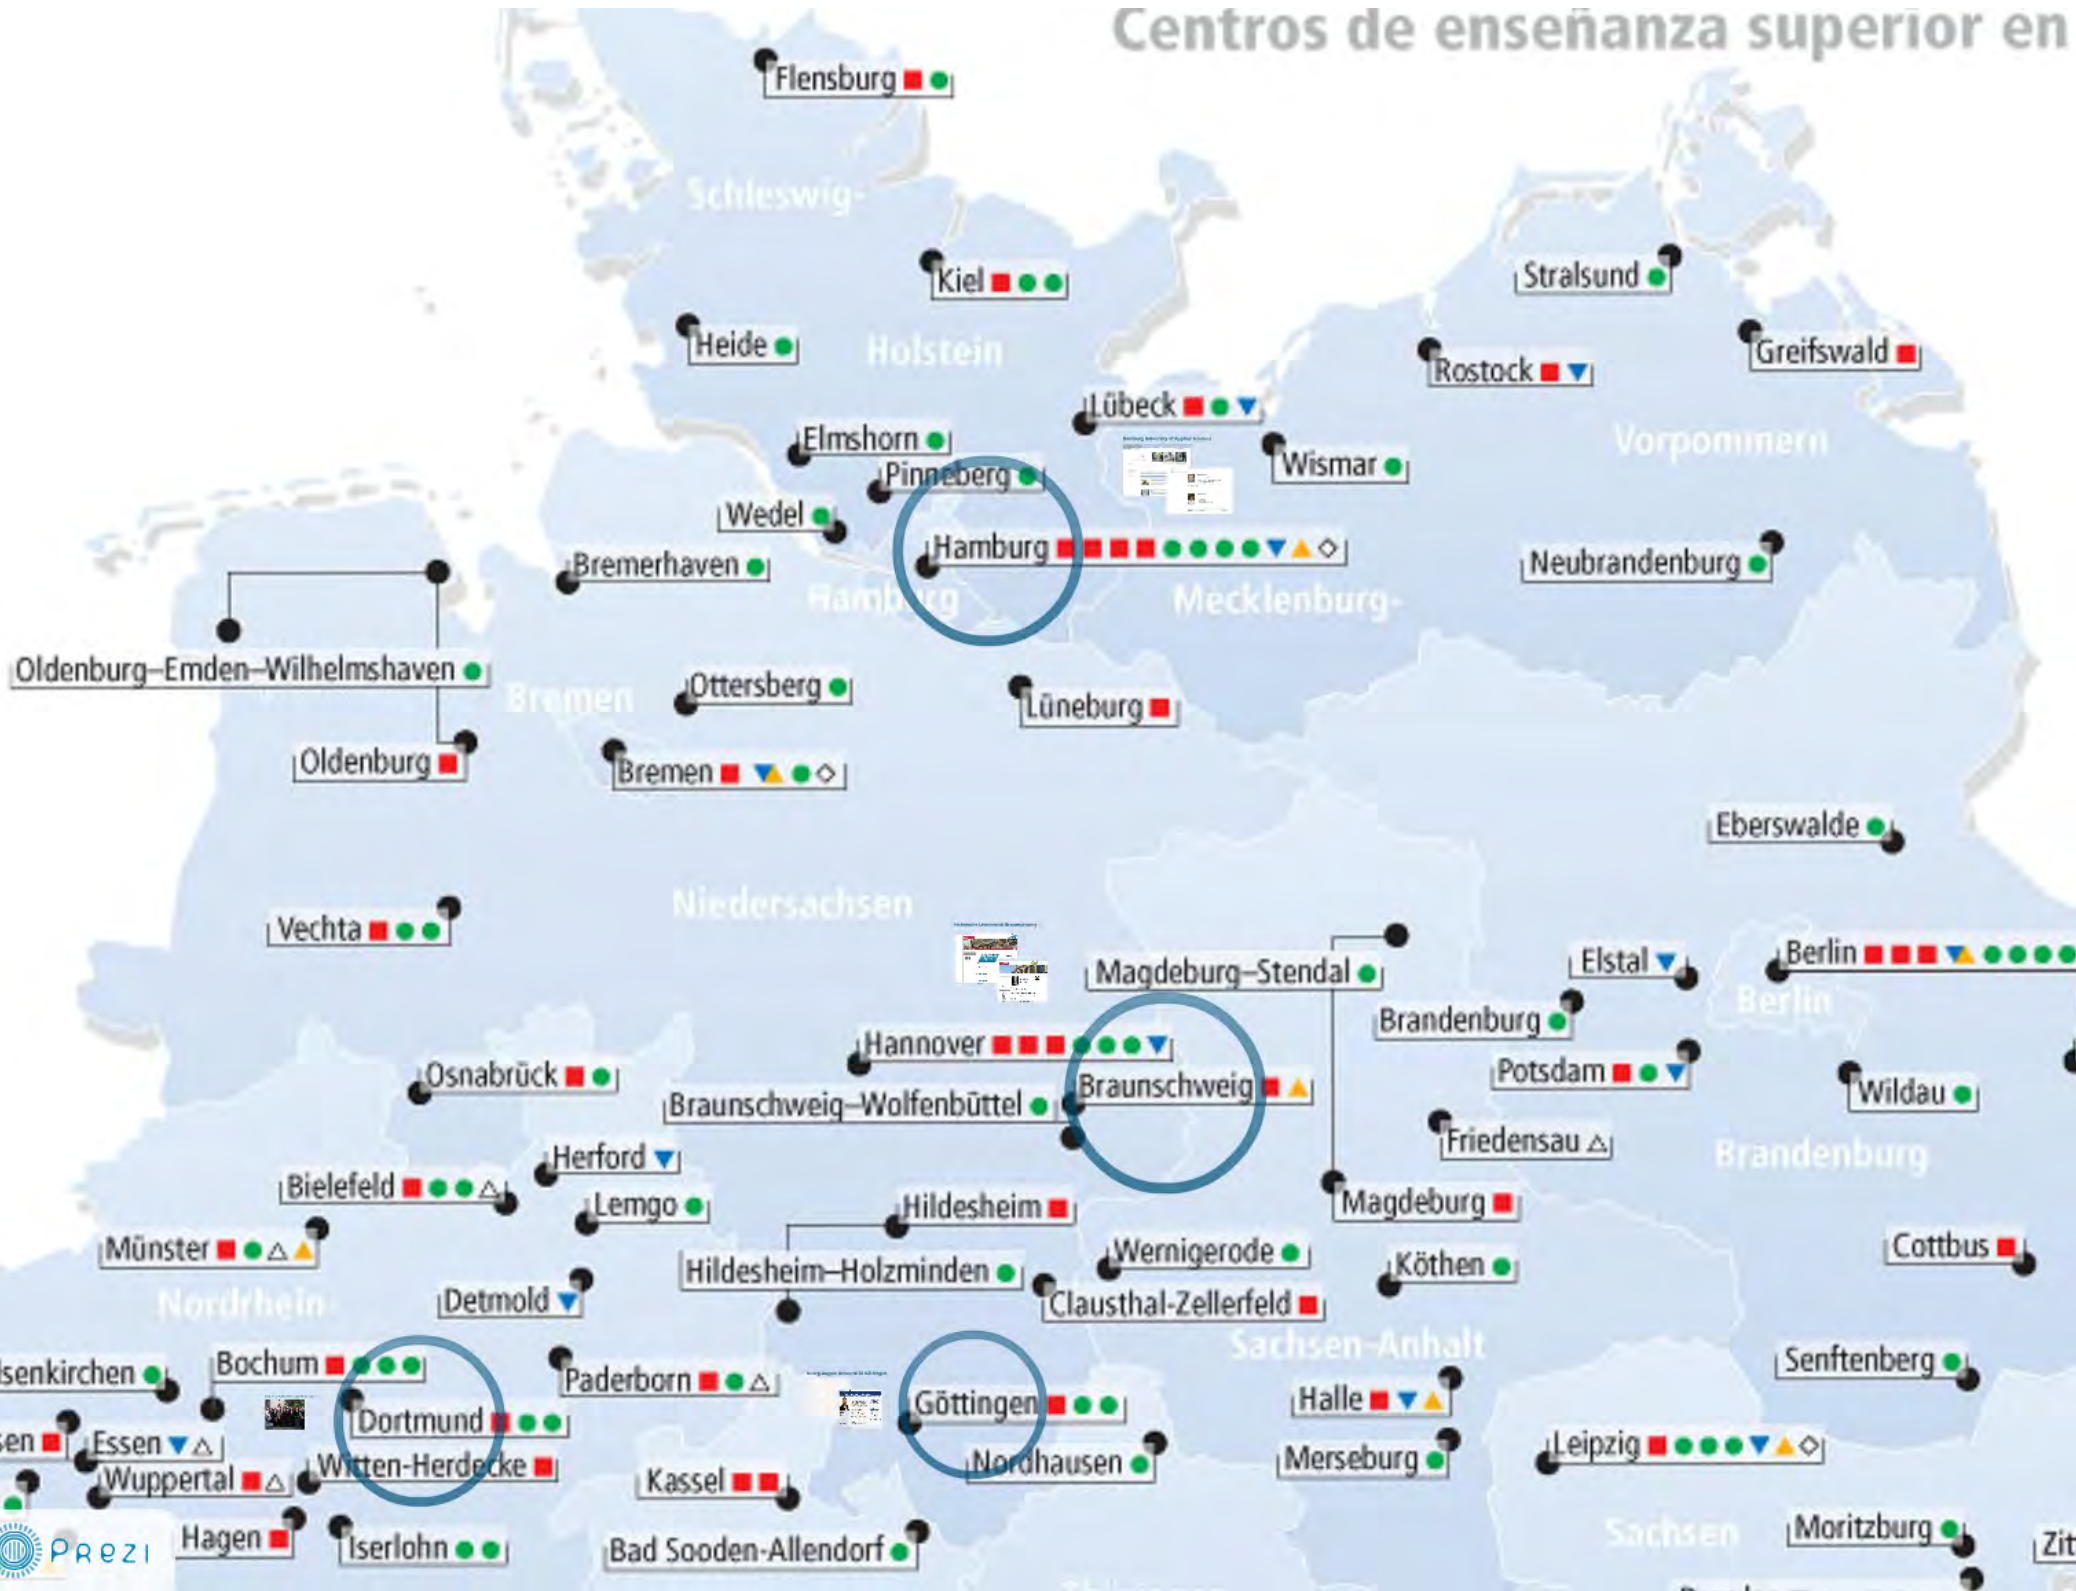 Centros de enseñanza superior en
Flensburg
Schleswig-
Kiel
Stralsund
Heide
Holstein
Greifswald
Rostock
Lübeck
Elmshorn
Vorpommern
Pinneberg
Wismar
Wedel
Hamburg
Bremerhaven
Neubrandenburg
Hamburg
Mecklenburg-
Oldenburg–Emden–Wilhelmshaven
Ottersberg
Bremen
Lüneburg
Oldenburg
Bremen
Eberswalde
Niedersachsen
Vechta
Magdeburg–Stendal
Elstal
Berlin
Berlin
Brandenburg
Hannover
Osnabrück
Potsdam
Braunschweig
Braunschweig–Wolfenbüttel
Wildau
Friedensau
Herford
Brandenburg
Bielefeld
Lemgo
Hildesheim
Magdeburg
Münster
Wernigerode
Cottbus
Hildesheim–Holzminden
Köthen
Detmold
Clausthal-Zellerfeld
Nordrhein-
Sachsen-Anhalt
Bochum
lsenkirchen
Senftenberg
Paderborn
Halle
Göttingen
Dortmund
sen
Essen
Leipzig
Nordhausen
Merseburg
Witten-Herdecke
Wuppertal
Kassel
Moritzburg
Sachsen
Hagen
Iserlohn
Bad Sooden-Allendorf
Zit
Prezi